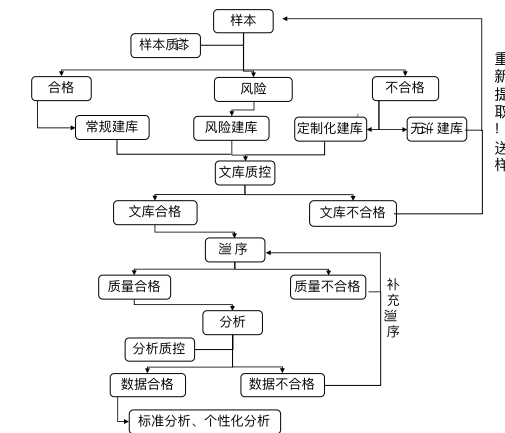 样本
样本质
合格
风险
不合格
常规建库
风险建库
定制化建库
无 建库
文库质控
文库合格
文库不合格
序
质量合格
质量不合格
分析
分析质控
数据合格
数据不合格
标准分析、个性化分析
重
新
提
取
!
送
样
补
充
序